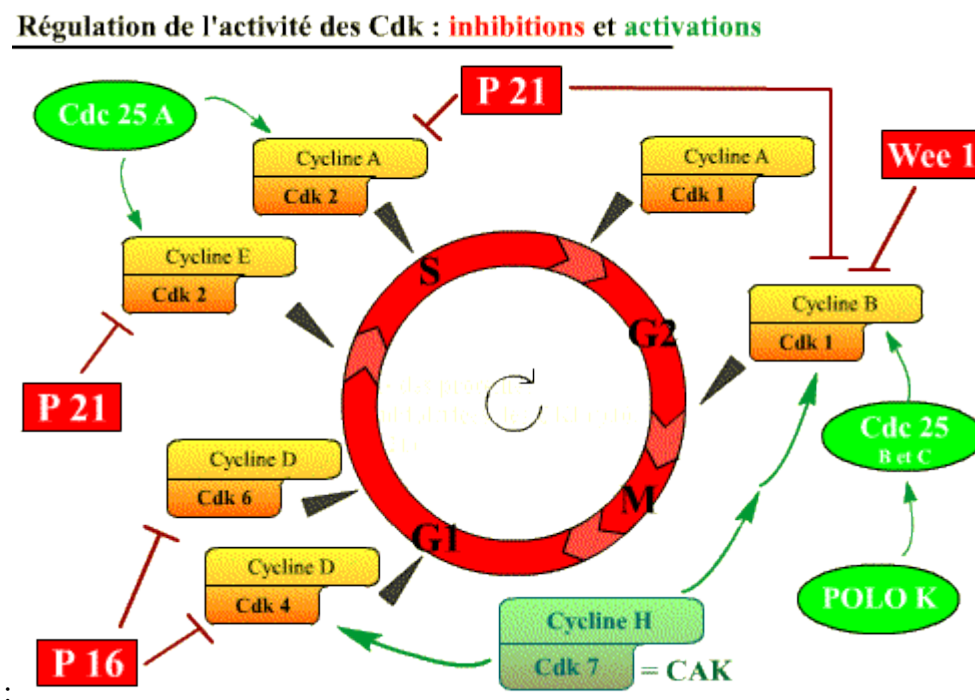 Régulation de l'activité des Cdk : inhibitions et activations
P 21
Cdc 25 A
Cycline A
Cdk 2
Cycline A
Cdk 1
Wee 1
Cycline E
Cdk 2
S
G2
Cycline B
Cdk 1
P 21
Cdc 25
B et C
Cycline D
Cdk 6
M
G1
Cycline D
Cdk 4
POLO K
Cycline H
Cdk 7
= CAK
P 16
: